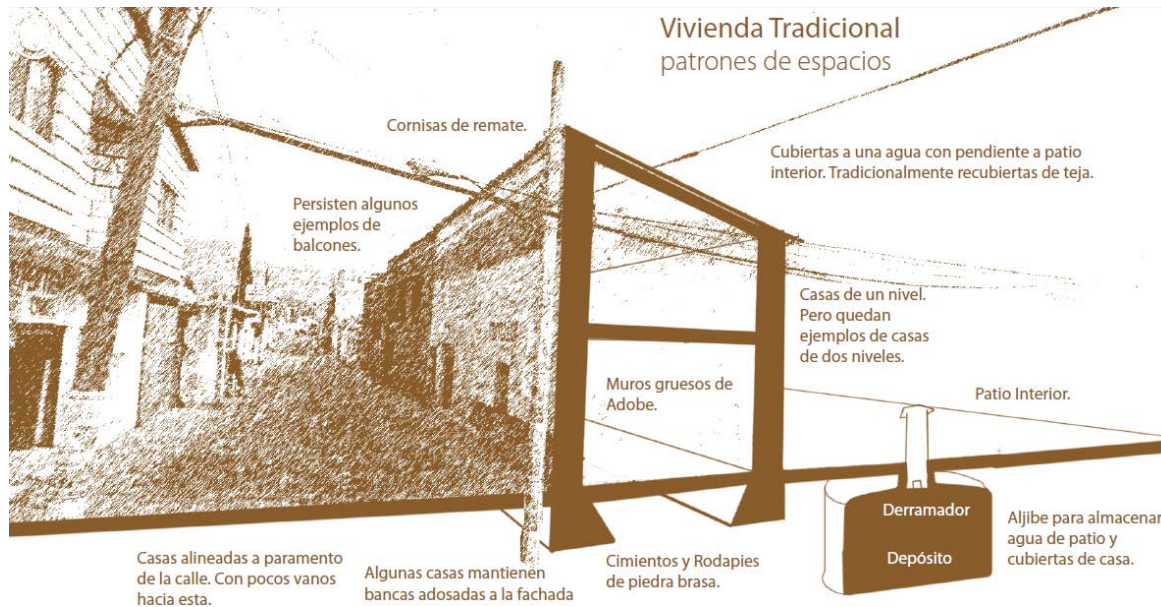 Vivienda Tradicional
patrones de espacios
Cornisas de remate.
Cubiertas a una agua con pendiente a patio
interior. Tradicionalmente recubiertas de teja.
Persisten algunos
ejemplos de
balcones.
Casas de un nivel.
Pero quedan
ejemplos de casas
de dos niveles.
Muros gruesos de
Adobe.
Patio Interior.
Derramador
Depósito
Aljibe para almacenar
agua de patio y
cubiertas de casa.
Casas alineadas a paramento
de la calle. Con pocos vanos
hacia esta.
Algunas casas mantienen
bancas adosadas a la fachada
Cimientos y Rodapies
de piedra brasa.